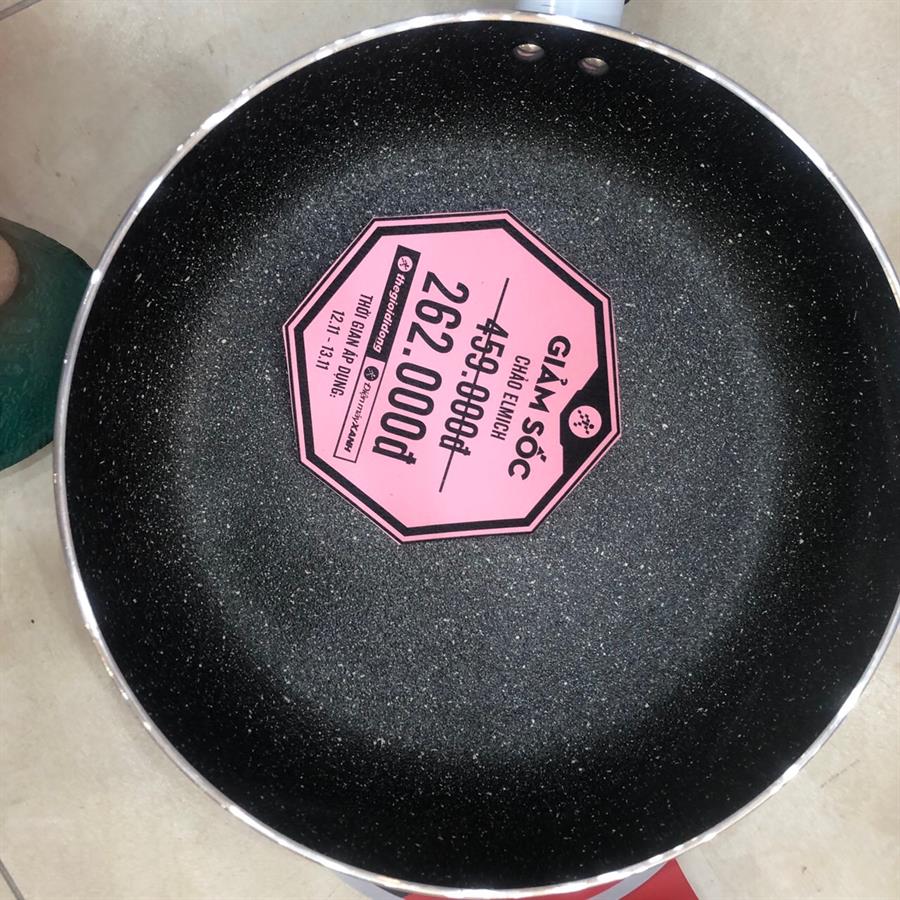 GIẢM SỐC
CHẢO ELMICH
459.000đ
262.000đ
thegioididong
Điện máy XANH
THỜI GIAN ÁP DỤNG:
12.11 - 13.11